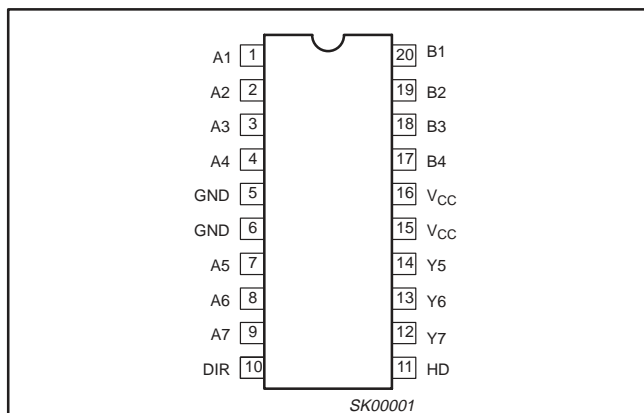 A1 1 20 B1
A2 2 19 B2
A3 3 18 B3
A4 4 17 B4
GND 5 16 VCC
GND 6 15 VCC
A5 7 14 Y5
A6 8 13 Y6
A7 9 12 Y7
DIR 10 11 HD
SK00001